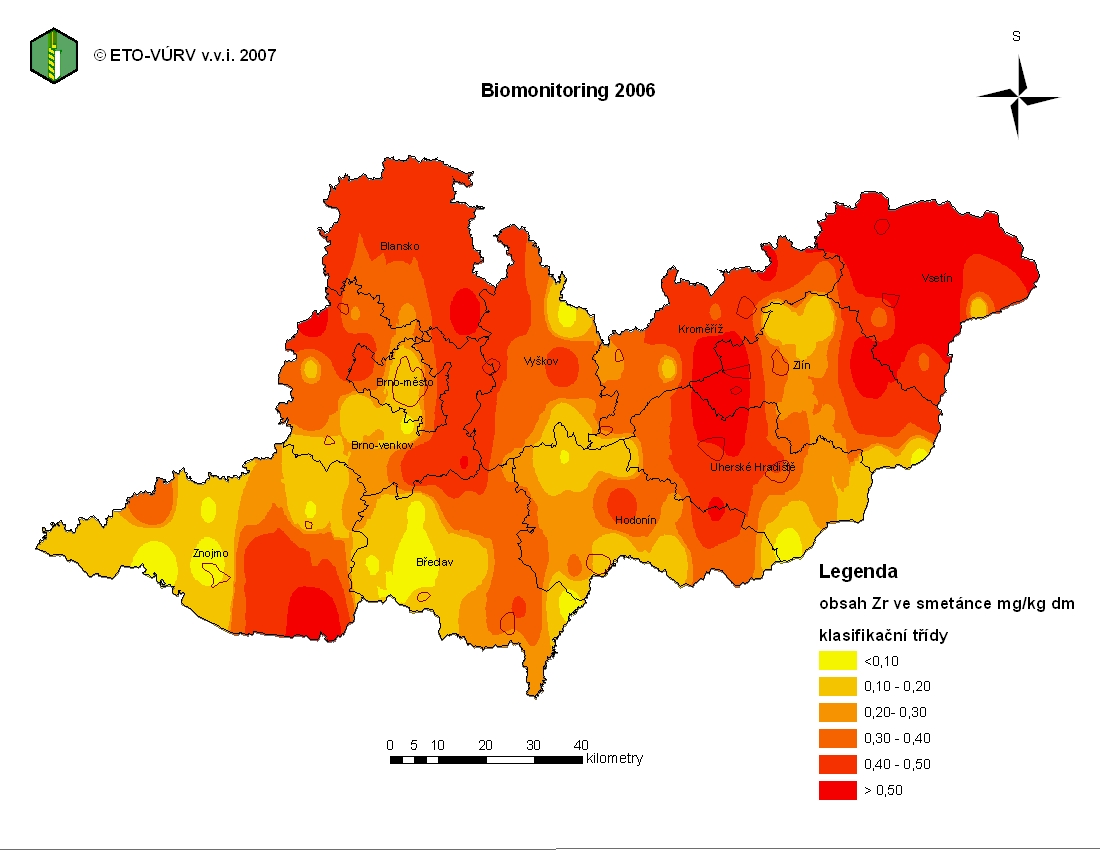 © ETO-VÚRV v.v.i. 2007
S
Biomonitoring 2006
Blansko
Vsetín
Kroměříž
Vyškov
Zlín
Brno-město
Brno-venkov
Uherské Hradiště
Hodonín
Znojmo
Břeclav
Legenda
obsah Zr ve smetánce mg/kg dm
klasifikační třídy
<0,10
0,10 - 0,20
0,20- 0,30
0,30 - 0,40
0,40 - 0,50
> 0,50
0 5 10 20 30 40
kilometry